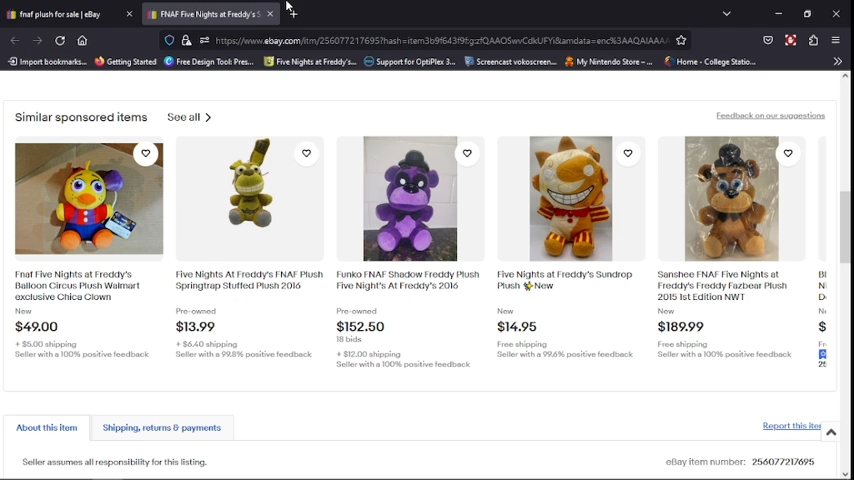 fnaf plush for sale | eBay
FNAF Five Nights at Freddy's S
https://www.ebay.com/itm/256077217695?hash=item3b9f643f9f:g:zfQAAOSwvCdkUFYi&amdata=enc%3AAQAIAAAA
Import bookmarks...
Getting Started
Free Design Tool: Pres...
Five Nights at Freddy's...
Support for OptiPlex 3...
Screencast vokoscreen...
My Nintendo Store – ...
Home - College Statio...
Similar sponsored items
See all
Feedback on our suggestions
Fnaf Five Nights at Freddy's
Balloon Circus Plush Walmart
exclusive Chica Clown
New
$49.00
+ $5.00 shipping
Seller with a 100% positive feedback
Five Nights At Freddy's FNAF Plush
Springtrap Stuffed Plush 2016
Pre-owned
$13.99
+ $6.40 shipping
Seller with a 99.8% positive feedback
Funko FNAF Shadow Freddy Plush
Five Night's At Freddy's 2016
Pre-owned
$152.50
18 bids
+ $12.00 shipping
Seller with a 100% positive feedback
Five Nights at Freddy's Sundrop
Plush ✨New
New
$14.95
Free shipping
Seller with a 99.6% positive feedback
Sanshee FNAF Five Nights at
Freddy's Freddy Fazbear Plush
2015 1st Edition NWT
New
$189.99
Free shipping
Seller with a 100% positive feedback
$
About this item
Shipping, returns & payments
Report this item
Seller assumes all responsibility for this listing.
eBay item number: 256077217695